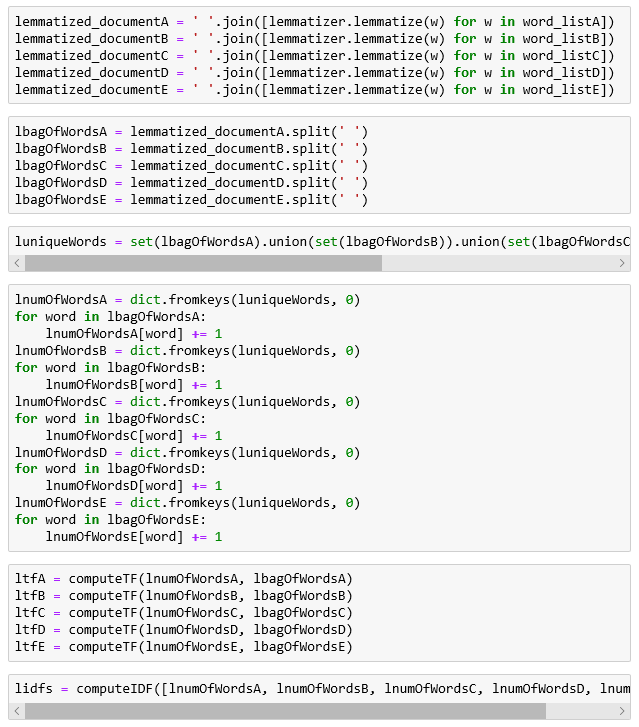 lemmatized_documentA = ' '.join([lemmatizer.lemmatize(w) for w in word_listA])
lemmatized_documentB = ' '.join([lemmatizer.lemmatize(w) for w in word_listB])
lemmatized_documentC = ' '.join([lemmatizer.lemmatize(w) for w in word_listC])
lemmatized_documentD = ' '.join([lemmatizer.lemmatize(w) for w in word_listD])
lemmatized_documentE = ' '.join([lemmatizer.lemmatize(w) for w in word_listE])
lbagOfWordsA = lemmatized_documentA.split(' ')
lbagOfWordsB = lemmatized_documentB.split(' ')
lbagOfWordsC = lemmatized_documentC.split(' ')
lbagOfWordsD = lemmatized_documentD.split(' ')
lbagOfWordsE = lemmatized_documentE.split(' ')
luniqueWords = set(lbagOfWordsA).union(set(lbagOfWordsB)).union(set(lbagOfWordsC
lnumOfWordsA = dict.fromkeys(luniqueWords, 0)
for word in lbagOfWordsA:
    lnumOfWordsA[word] += 1
lnumOfWordsB = dict.fromkeys(luniqueWords, 0)
for word in lbagOfWordsB:
    lnumOfWordsB[word] += 1
lnumOfWordsC = dict.fromkeys(luniqueWords, 0)
for word in lbagOfWordsC:
    lnumOfWordsC[word] += 1
lnumOfWordsD = dict.fromkeys(luniqueWords, 0)
for word in lbagOfWordsD:
    lnumOfWordsD[word] += 1
lnumOfWordsE = dict.fromkeys(luniqueWords, 0)
for word in lbagOfWordsE:
    lnumOfWordsE[word] += 1
ltfA = computeTF(lnumOfWordsA, lbagOfWordsA)
ltfB = computeTF(lnumOfWordsB, lbagOfWordsB)
ltfC = computeTF(lnumOfWordsC, lbagOfWordsC)
ltfD = computeTF(lnumOfWordsD, lbagOfWordsD)
ltfE = computeTF(lnumOfWordsE, lbagOfWordsE)
lidfs = computeIDF([lnumOfWordsA, lnumOfWordsB, lnumOfWordsC, lnumOfWordsD, lnum